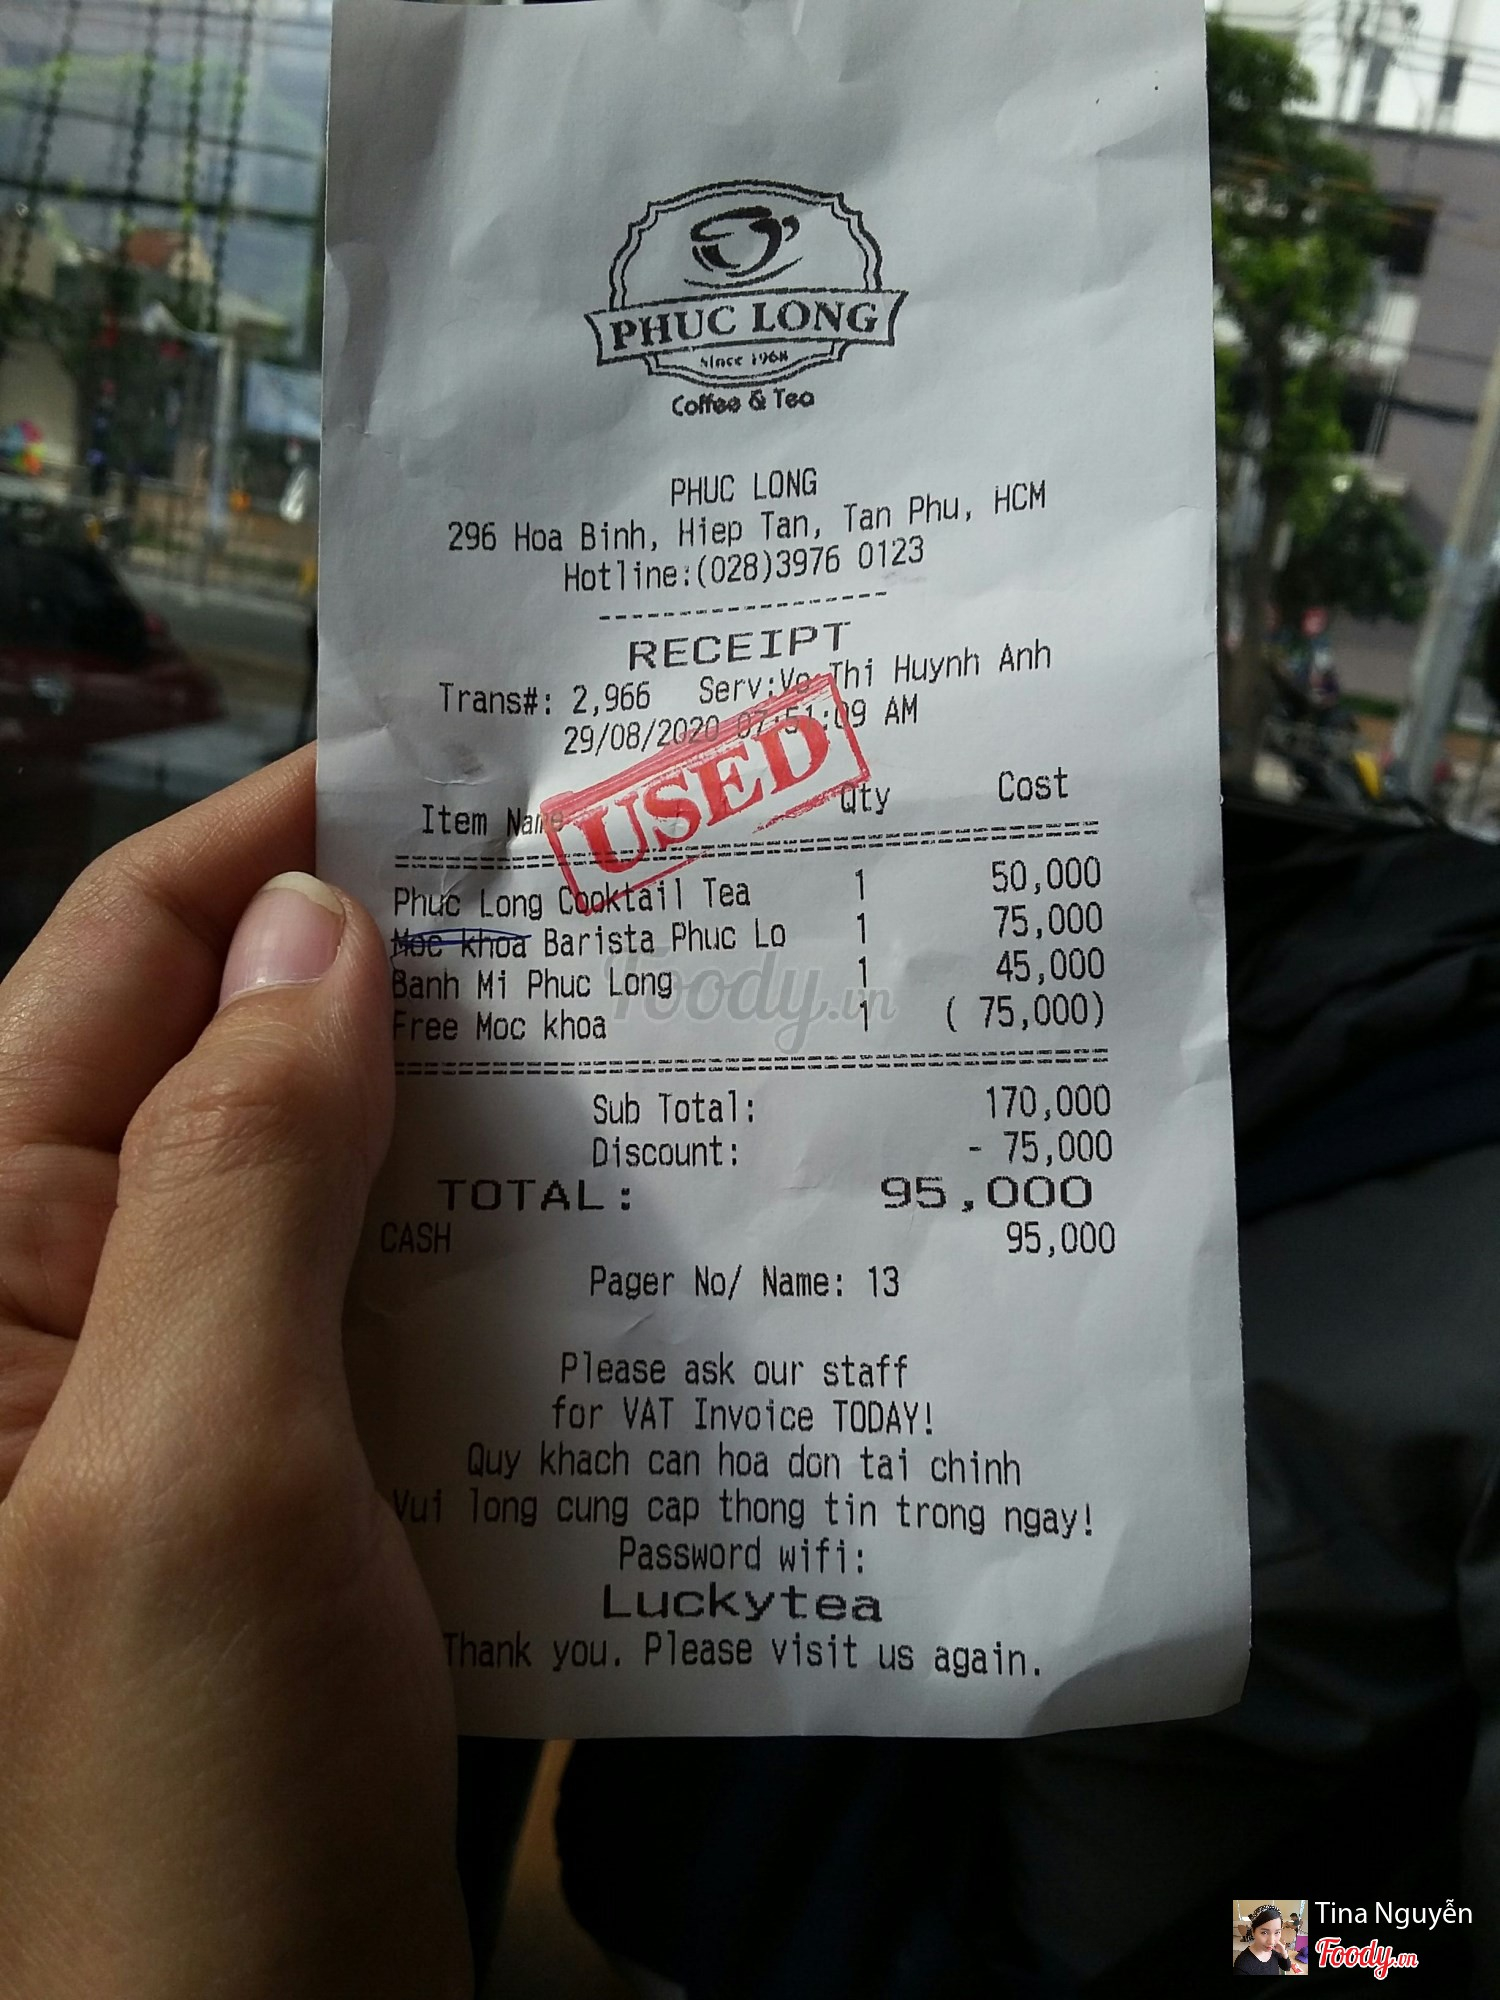 PHUC LONG
Since 1968
Coffee & Tea
PHUC LONG
296 Hoa Binh, Hiep Tan, Tan Phu, HCM
Hotline:(028)3976 0123
RECEIPT
Trans#: 2,966 Serv:Vo Thi Huynh Anh
29/08/2020 07:51:09 AM
USED
Item Name Qty Cost
Phuc Long Cooktail Tea 1 50,000
Moc khoa Barista Phuc Lo 1 75,000
Banh Mi Phuc Long 1 45,000
Free Moc khoa 1 ( 75,000)
Foody.vn
Sub Total: 170,000
Discount: - 75,000
TOTAL: 95,000
CASH 95,000
Pager No/ Name: 13
Please ask our staff
for VAT Invoice TODAY!
Quy khach can hoa don tai chinh
Vui long cung cap thong tin trong ngay!
Password wifi:
Luckytea
Thank you. Please visit us again.
Tina Nguyễn
Foody.vn